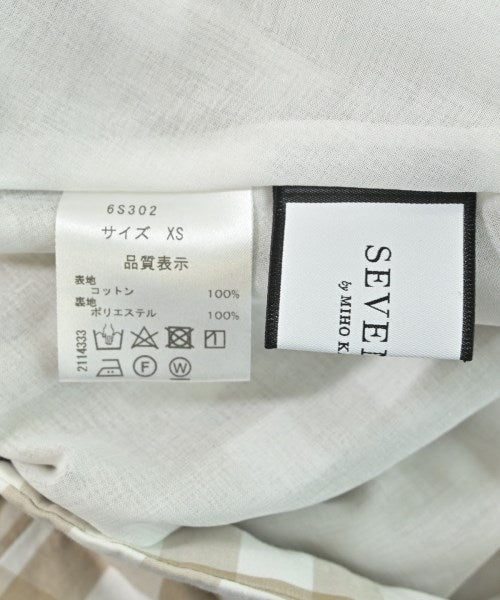 6S302
サイズ XS
品質表示
表地
コットン 100%
裏地
ポリエステル 100%
2114333
F W
SEVE
by MIHO K